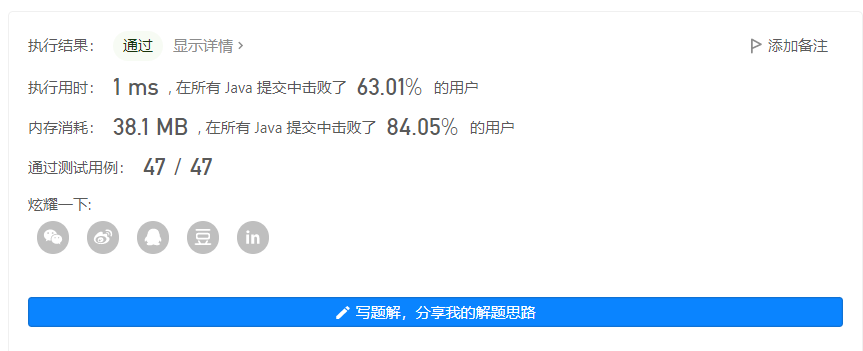 执行结果： 通过 显示详情 › 添加备注
执行用时： 1 ms , 在所有 Java 提交中击败了 63.01% 的用户
内存消耗： 38.1 MB , 在所有 Java 提交中击败了 84.05% 的用户
通过测试用例： 47 / 47
炫耀一下:
豆 in
写题解，分享我的解题思路